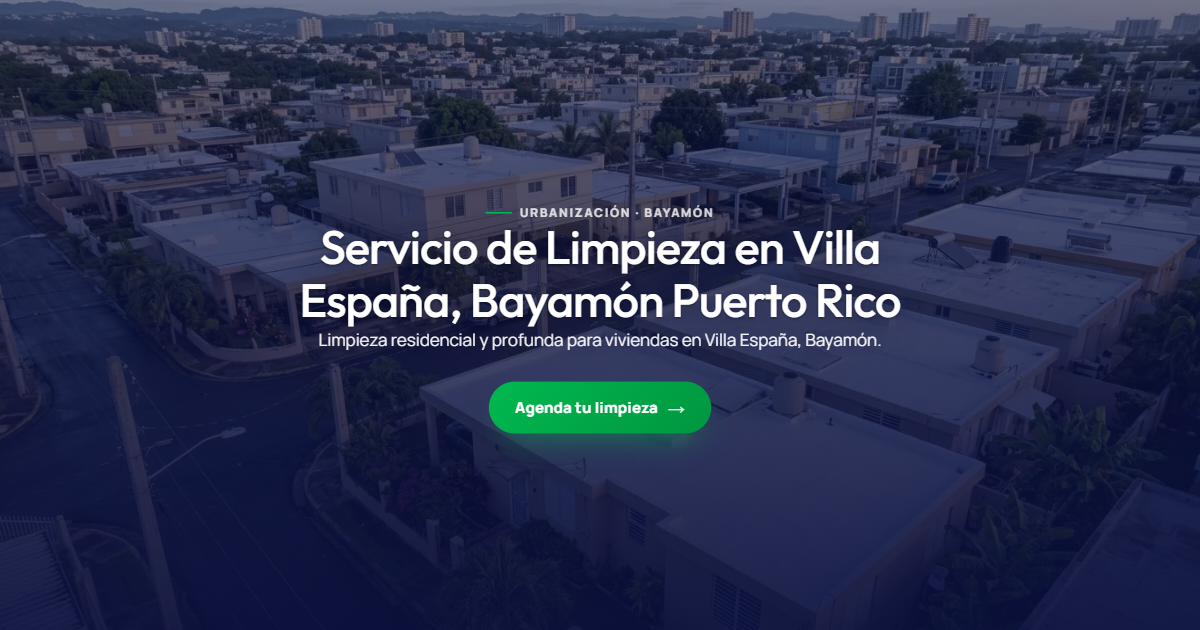 URBANIZACIÓN · BAYAMÓN
Servicio de Limpieza en Villa
España, Bayamón Puerto Rico
Limpieza residencial y profunda para viviendas en Villa España, Bayamón.
Agenda tu limpieza →